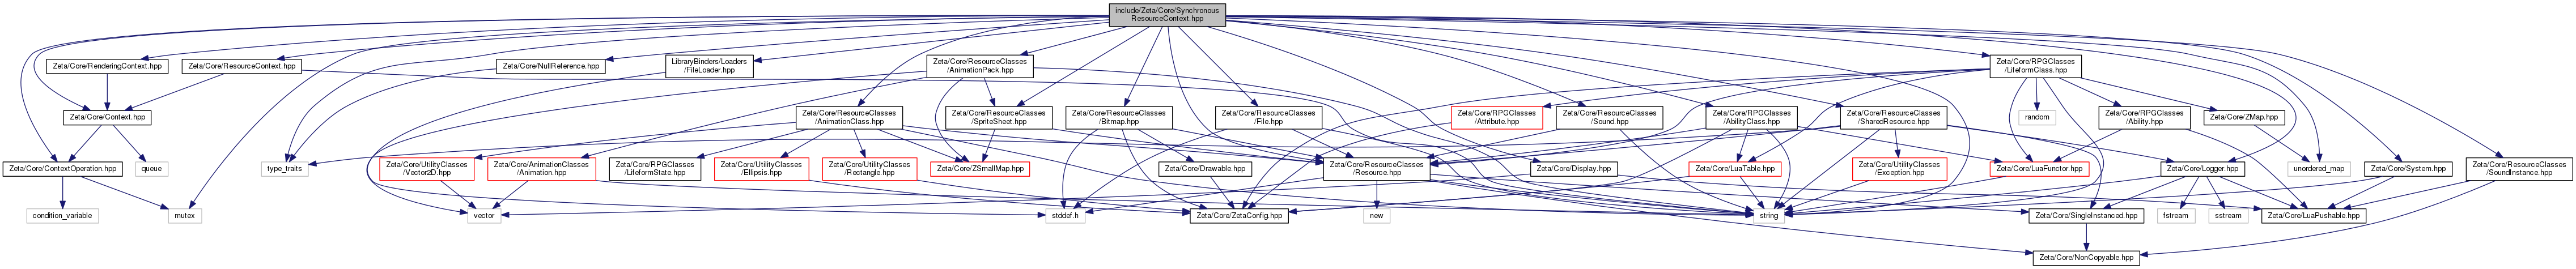 include/Zeta/Core/Synchronous
ResourceContext.hpp
Zeta/Core/RenderingContext.hpp
Zeta/Core/ResourceContext.hpp
Zeta/Core/NullReference.hpp
LibraryBinders/Loaders
/FileLoader.hpp
Zeta/Core/ResourceClasses
/AnimationPack.hpp
Zeta/Core/RPGClasses
/LifeformClass.hpp
Zeta/Core/Context.hpp
Zeta/Core/ResourceClasses
/AnimationClass.hpp
Zeta/Core/ResourceClasses
/SpriteSheet.hpp
Zeta/Core/ResourceClasses
/Bitmap.hpp
Zeta/Core/ResourceClasses
/File.hpp
Zeta/Core/RPGClasses
/Attribute.hpp
Zeta/Core/ResourceClasses
/Sound.hpp
Zeta/Core/RPGClasses
/AbilityClass.hpp
Zeta/Core/ResourceClasses
/SharedResource.hpp
random
Zeta/Core/RPGClasses
/Ability.hpp
Zeta/Core/ZMap.hpp
Zeta/Core/ContextOperation.hpp
queue
type_traits
Zeta/Core/UtilityClasses
/Vector2D.hpp
Zeta/Core/AnimationClasses
/Animation.hpp
Zeta/Core/RPGClasses
/LifeformState.hpp
Zeta/Core/UtilityClasses
/Ellipsis.hpp
Zeta/Core/UtilityClasses
/Rectangle.hpp
Zeta/Core/ZSmallMap.hpp
Zeta/Core/ResourceClasses
/Resource.hpp
Zeta/Core/Drawable.hpp
Zeta/Core/Display.hpp
Zeta/Core/LuaTable.hpp
Zeta/Core/UtilityClasses
/Exception.hpp
Zeta/Core/LuaFunctor.hpp
Zeta/Core/Logger.hpp
unordered_map
Zeta/Core/System.hpp
Zeta/Core/ResourceClasses
/SoundInstance.hpp
condition_variable
mutex
vector
stddef.h
new
Zeta/Core/ZetaConfig.hpp
string
Zeta/Core/SingleInstanced.hpp
fstream
sstream
Zeta/Core/LuaPushable.hpp
Zeta/Core/NonCopyable.hpp